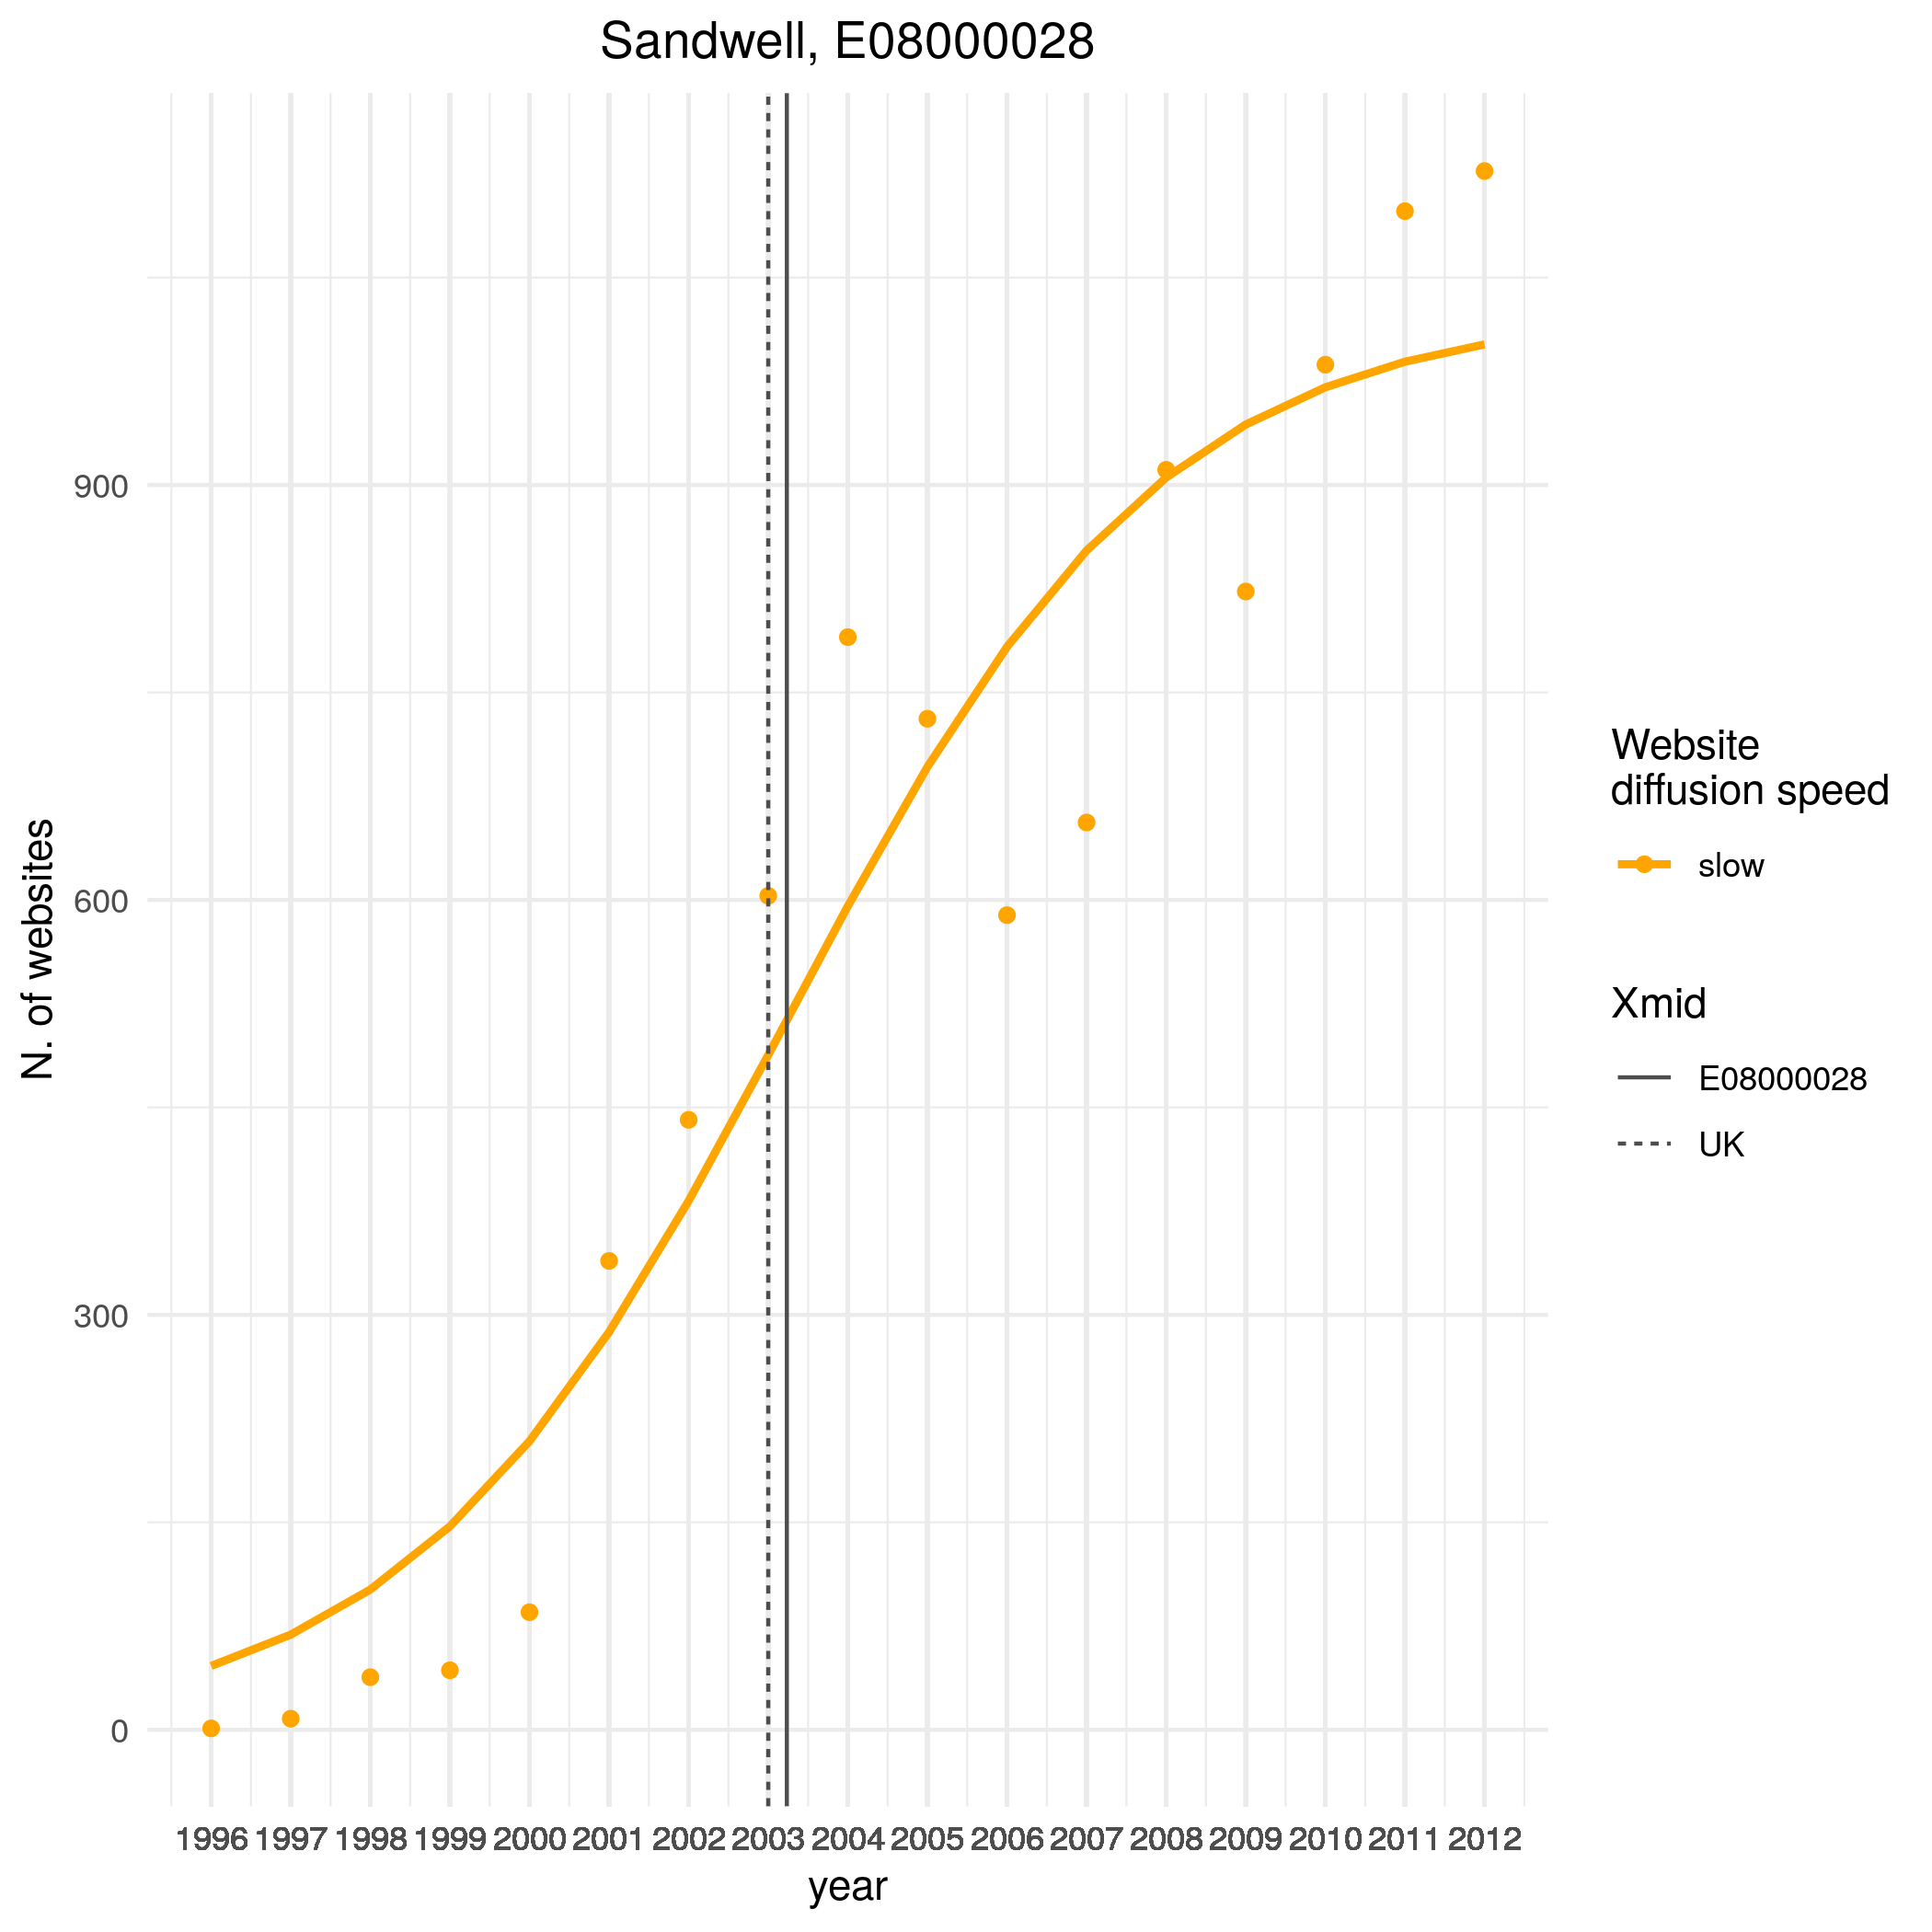 Sandwell, E08000028
N. of websites
900
600
300
0
1996 1997 1998 1999 2000 2001 2002 2003 2004 2005 2006 2007 2008 2009 2010 2011 2012
year
Website
diffusion speed
slow
Xmid
E08000028
UK